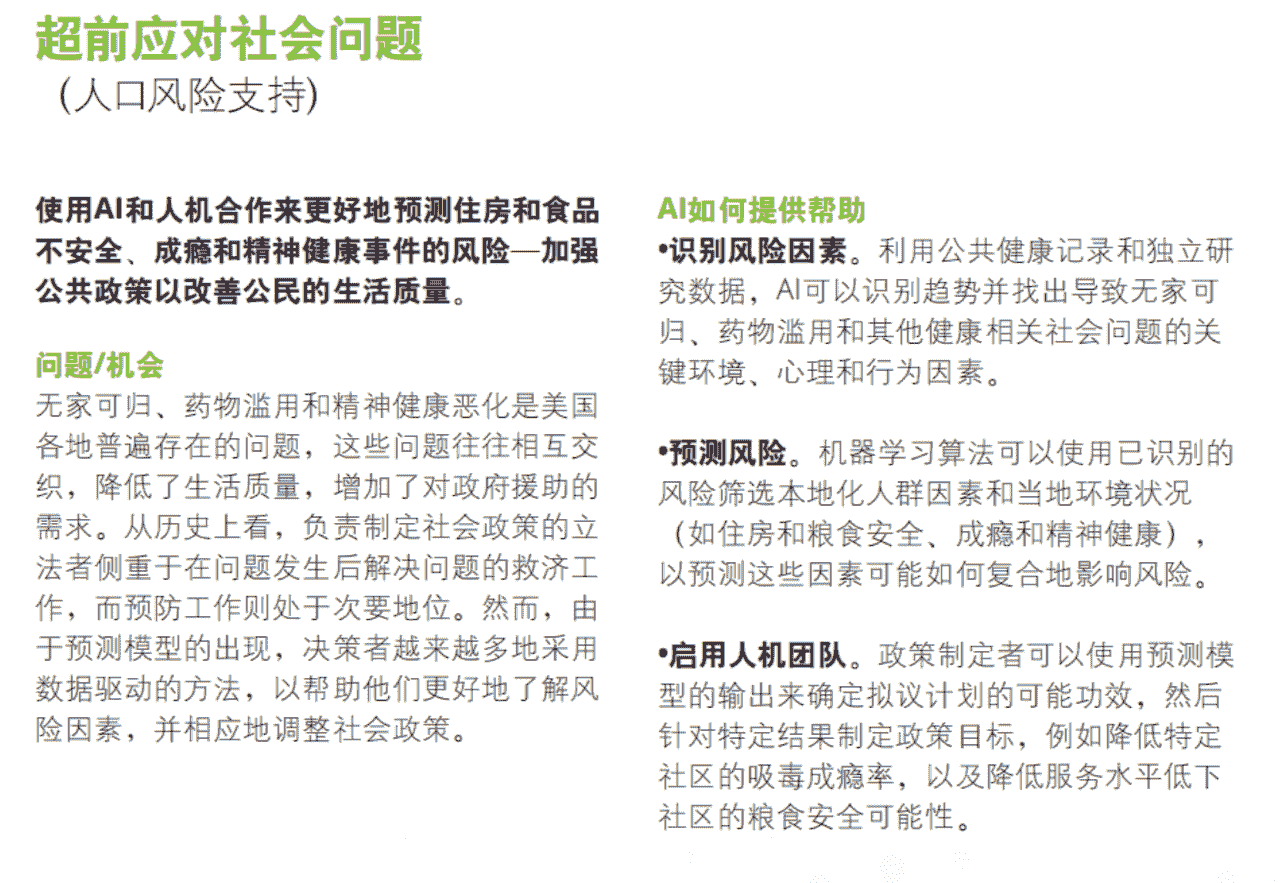 超前应对社会问题
(人口风险支持)
使用AI和人机合作来更好地预测住房和食品
不安全、成瘾和精神健康事件的风险—加强
公共政策以改善公民的生活质量。
问题/机会
无家可归、药物滥用和精神健康恶化是美国
各地普遍存在的问题，这些问题往往相互交
织，降低了生活质量，增加了对政府援助的
需求。从历史上看，负责制定社会政策的立
法者侧重于在问题发生后解决问题的救济工
作，而预防工作则处于次要地位。然而，由
于预测模型的出现，决策者越来越多地采用
数据驱动的方法，以帮助他们更好地了解风
险因素，并相应地调整社会政策。
AI如何提供帮助
•识别风险因素。利用公共健康记录和独立研
究数据，AI可以识别趋势并找出导致无家可
归、药物滥用和其他健康相关社会问题的关
键环境、心理和行为因素。
•预测风险。机器学习算法可以使用已识别的
风险筛选本地化人群因素和当地环境状况
（如住房和粮食安全、成瘾和精神健康），
以预测这些因素可能如何复合地影响风险。
•启用人机团队。政策制定者可以使用预测模
型的输出来确定拟议计划的可能功效，然后
针对特定结果制定政策目标，例如降低特定
社区的吸毒成瘾率，以及降低服务水平低下
社区的粮食安全可能性。